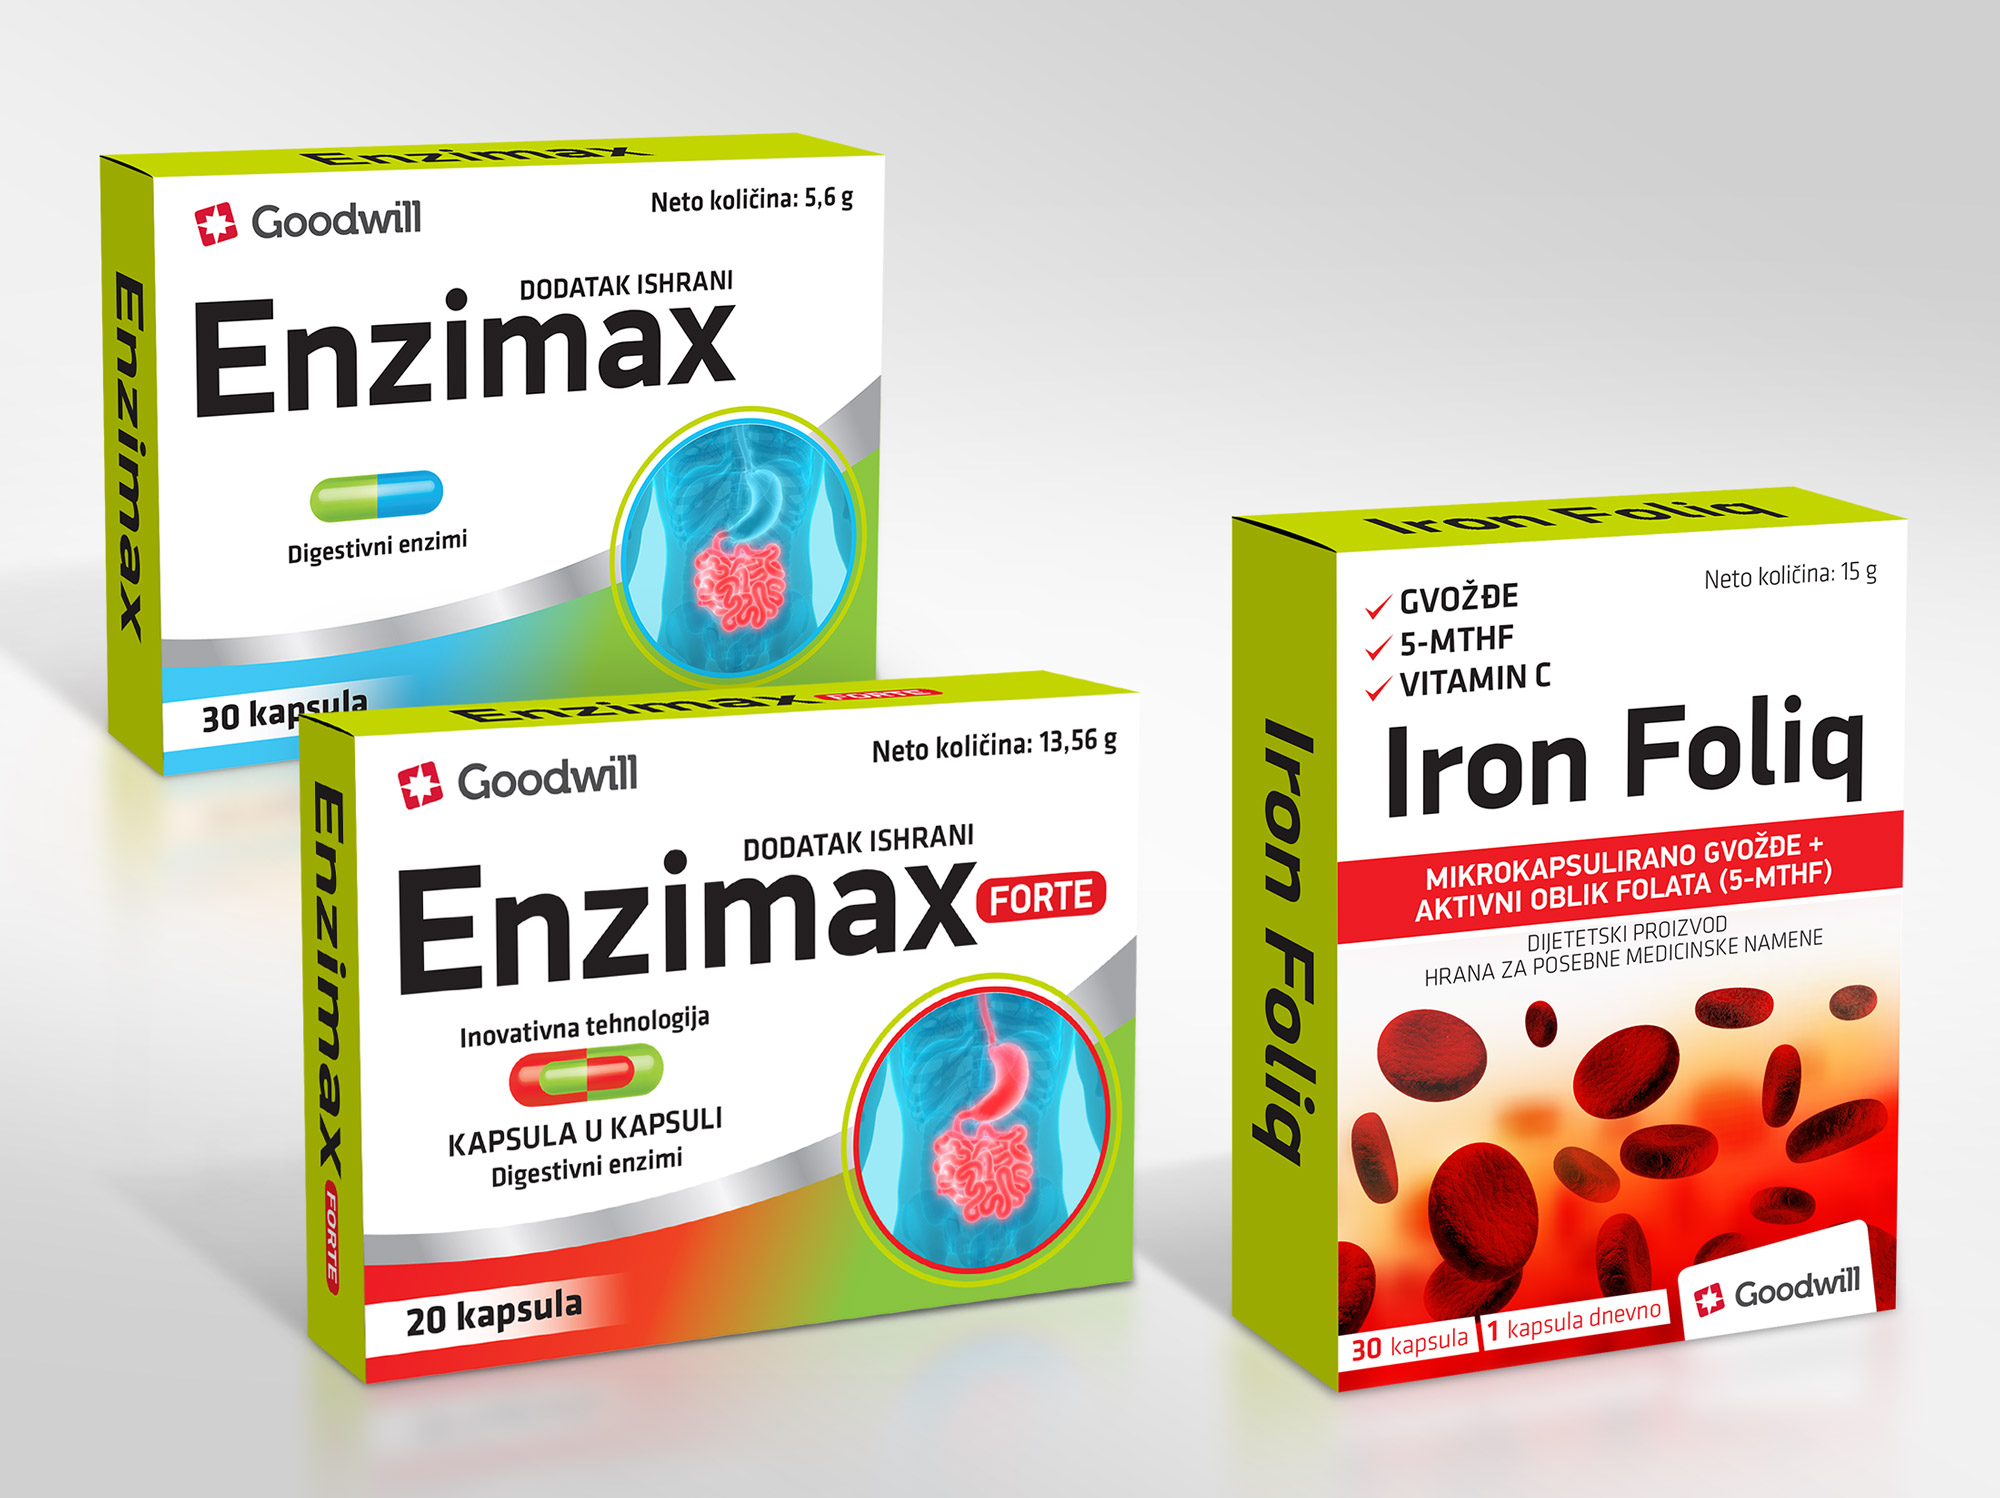 Enzimax
Enzimax
Goodwill
Neto količina: 5,6 g
DODATAK ISHRANI
Enzimax
Digestivni enzimi
30 kapsula
Enzimax FORTE
Enzimax FORTE
Goodwill
Neto količina: 13,56 g
DODATAK ISHRANI
Enzimax FORTE
Inovativna tehnologija
KAPSULA U KAPSULI
Digestivni enzimi
20 kapsula
Iron Foliq
Iron Foliq
Neto količina: 15 g
GVOŽĐE
5-MTHF
VITAMIN C
Iron Foliq
MIKROKAPSULIRANO GVOŽĐE +
AKTIVNI OBLIK FOLATA (5-MTHF)
DIJETETSKI PROIZVOD
HRANA ZA POSEBNE MEDICINSKE NAMENE
30 kapsula 1 kapsula dnevno
Goodwill